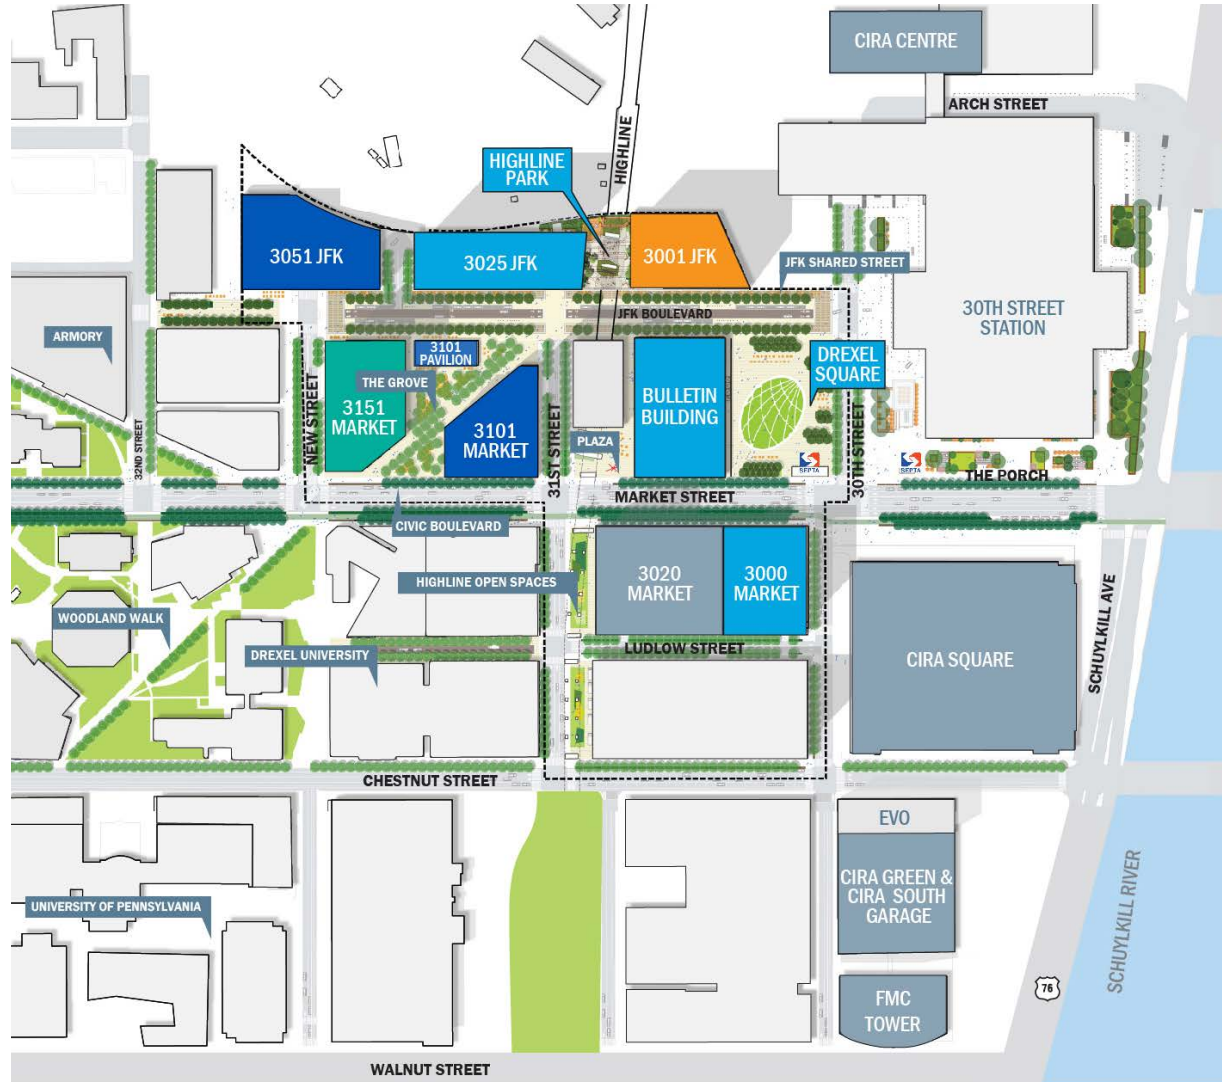 CIRA CENTRE
ARCH STREET
HIGHLINE
HIGHLINE
PARK
3051 JFK
3025 JFK
3001 JFK
JFK SHARED STREET
30TH STREET
STATION
JFK BOULEVARD
ARMORY
3101
PAVILION
DREXEL
SQUARE
THE GROVE
BULLETIN
BUILDING
3151
MARKET
3101
MARKET
NEW STREET
32ND STREET
31ST STREET
PLAZA
30TH STREET
SEPTA
SEPTA
THE PORCH
MARKET STREET
CIVIC BOULEVARD
HIGHLINE OPEN SPACES
3020
MARKET
3000
MARKET
WOODLAND WALK
DREXEL UNIVERSITY
LUDLOW STREET
CIRA SQUARE
SCHUYLKILL AVE
CHESTNUT STREET
EVO
CIRA GREEN &
CIRA SOUTH
GARAGE
UNIVERSITY OF PENNSYLVANIA
SCHUYLKILL RIVER
76
FMC
TOWER
WALNUT STREET